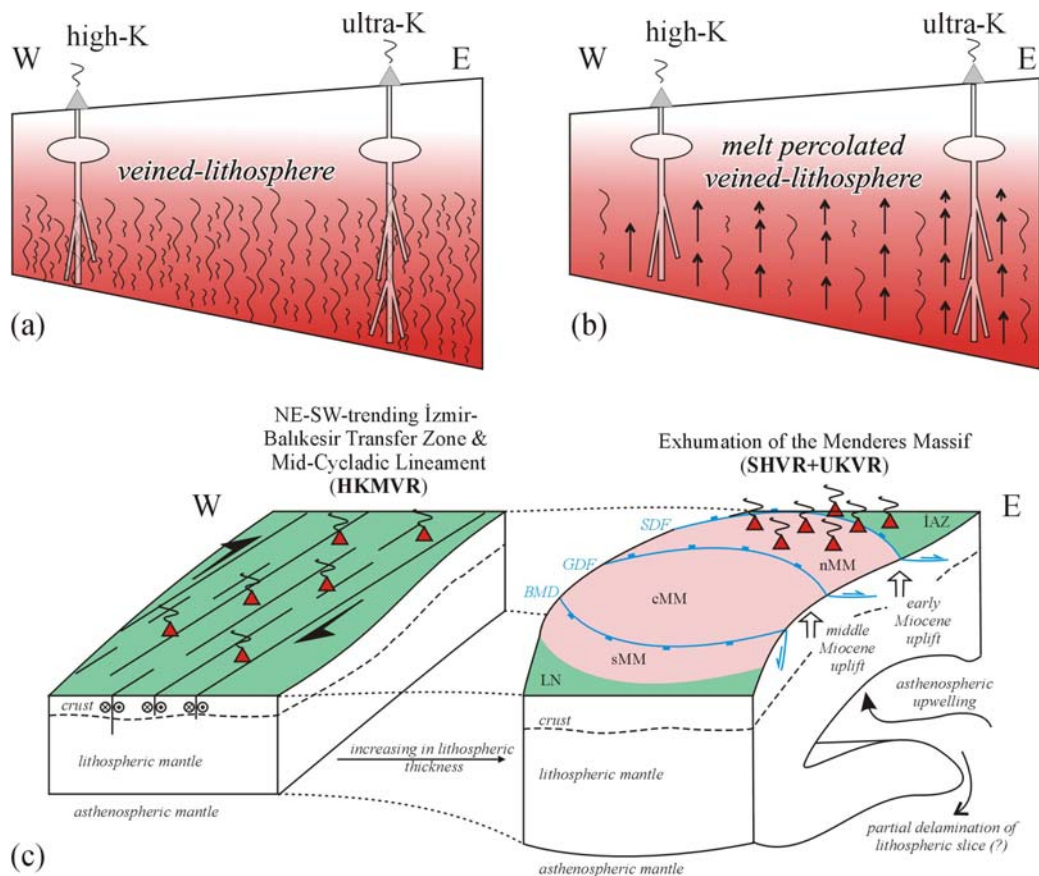 high-K
ultra-K
W
E
veined-lithosphere
(a)
high-K
ultra-K
W
E
melt percolated
veined-lithosphere
(b)
NE-SW-trending İzmir-
Balıkesir Transfer Zone &
Mid-Cycladic Lineament
(HKMVR)
W
crust
lithospheric mantle
asthenospheric mantle
increasing in lithospheric
thickness
Exhumation of the Menderes Massif
(SHVR+UKVR)
E
SDF
İAZ
GDF
nMM
BMD
cMM
early
Miocene
uplift
middle
Miocene
uplift
sMM
LN
asthenospheric
upwelling
crust
lithospheric mantle
partial delamination of
lithospheric slice (?)
asthenospheric mantle
(c)